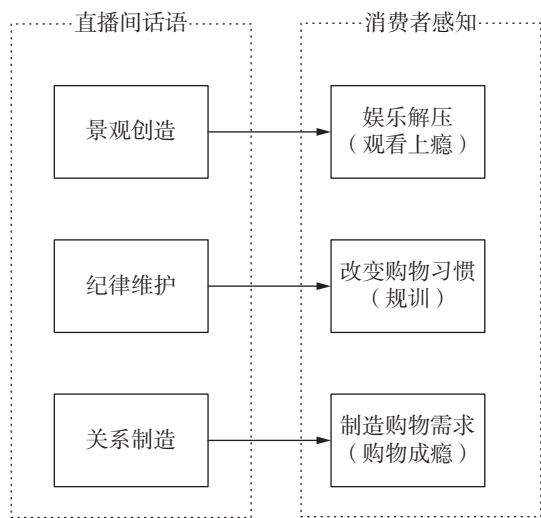 直播间话语
消费者感知
景观创造
娱乐解压
（观看上瘾）
纪律维护
改变购物习惯
（规训）
关系制造
制造购物需求
（购物成瘾）